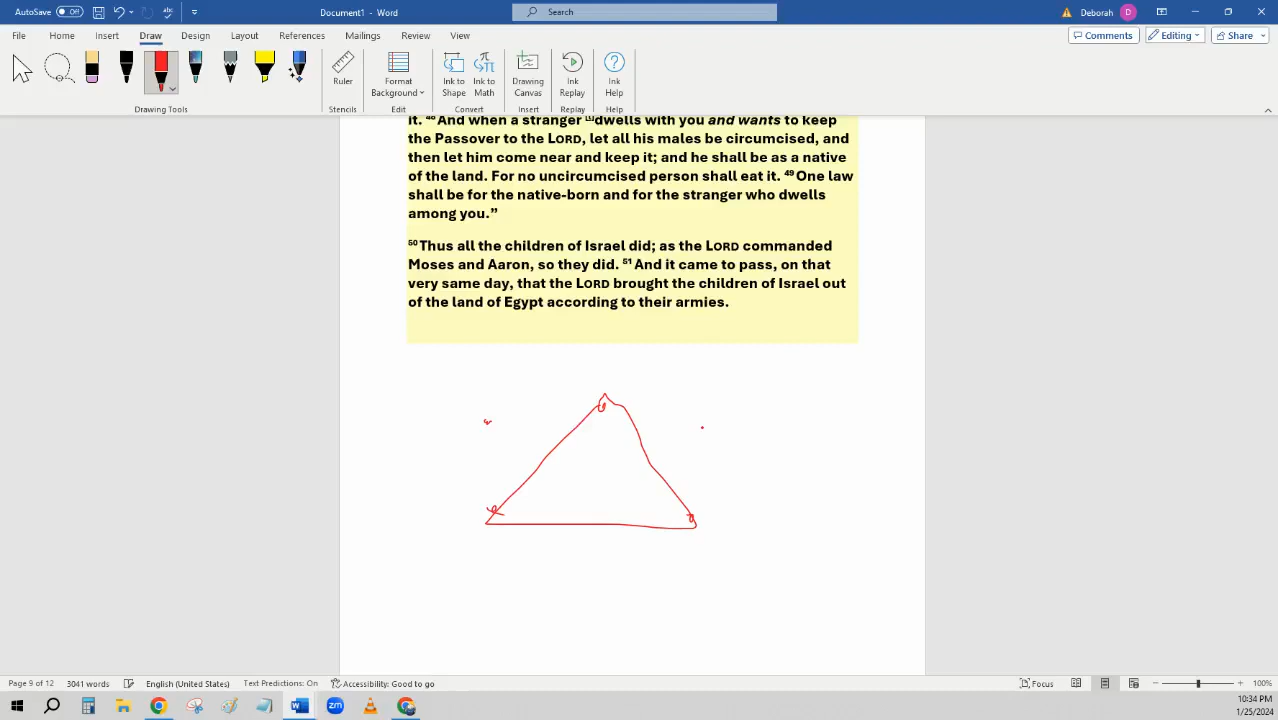 AutoSave Off
Document1 - Word
Search
Deborah D
File Home Insert Draw Design Layout References Mailings Review View
Comments Editing Share
Ruler
Format Background
Ink to Shape
Ink to Math
Drawing Canvas
Ink Replay
Ink Help
Drawing Tools Stencils Edit Convert Insert Replay Help
it. 48 And when a stranger dwells with you and wants to keep
the Passover to the LORD, let all his males be circumcised, and
then let him come near and keep it; and he shall be as a native
of the land. For no uncircumcised person shall eat it. 49 One law
shall be for the native-born and for the stranger who dwells
among you.”
50 Thus all the children of Israel did; as the LORD commanded
Moses and Aaron, so they did. 51 And it came to pass, on that
very same day, that the LORD brought the children of Israel out
of the land of Egypt according to their armies.
Page 9 of 12 3041 words English (United States) Text Predictions: On Accessibility: Good to go Focus 100%
zm
10:34 PM
1/25/2024